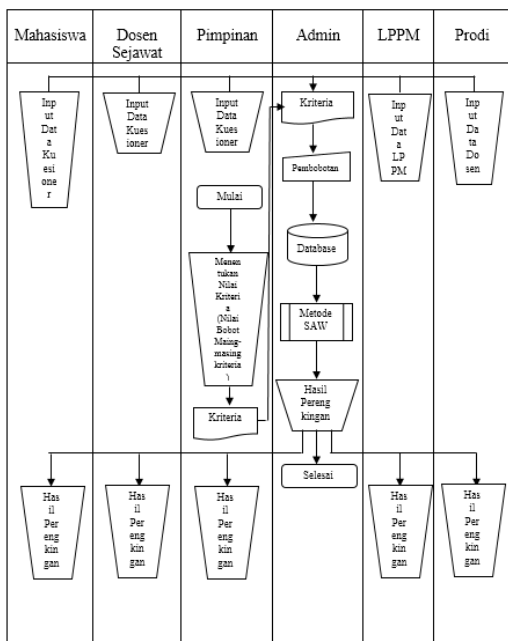 Mahasiswa
Dosen
Sejawat
Pimpinan
Admin
LPPM
Prodi
Inp
ut
Dat
a
Ku
esi
one
r
Input
Data
Kues
ioner
Input
Data
Kues
ioner
Kriteria
Inp
ut
Dat
a
LP
PM
Inp
ut
Da
ta
Do
sen
Pembobotan
Mulai
Database
Menen
tukan
Nilai
Kriteri
a
(Nilai
Bobot
Maing-
masing
kriteria
)
Metode
SAW
Hasil
Pereng
kingan
Kriteria
Selesai
Has
il
Per
eng
kin
gan
Has
il
Per
eng
kin
gan
Has
il
Per
eng
kin
gan
Has
il
Per
eng
kin
gan
Has
il
Per
eng
kin
gan